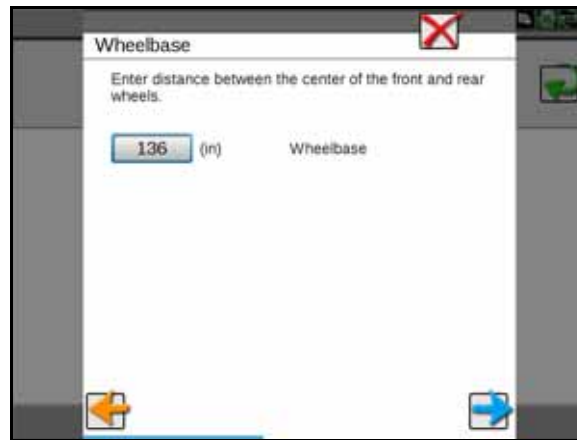 Wheelbase
Enter distance between the center of the front and rear
wheels.
136 (in) Wheelbase